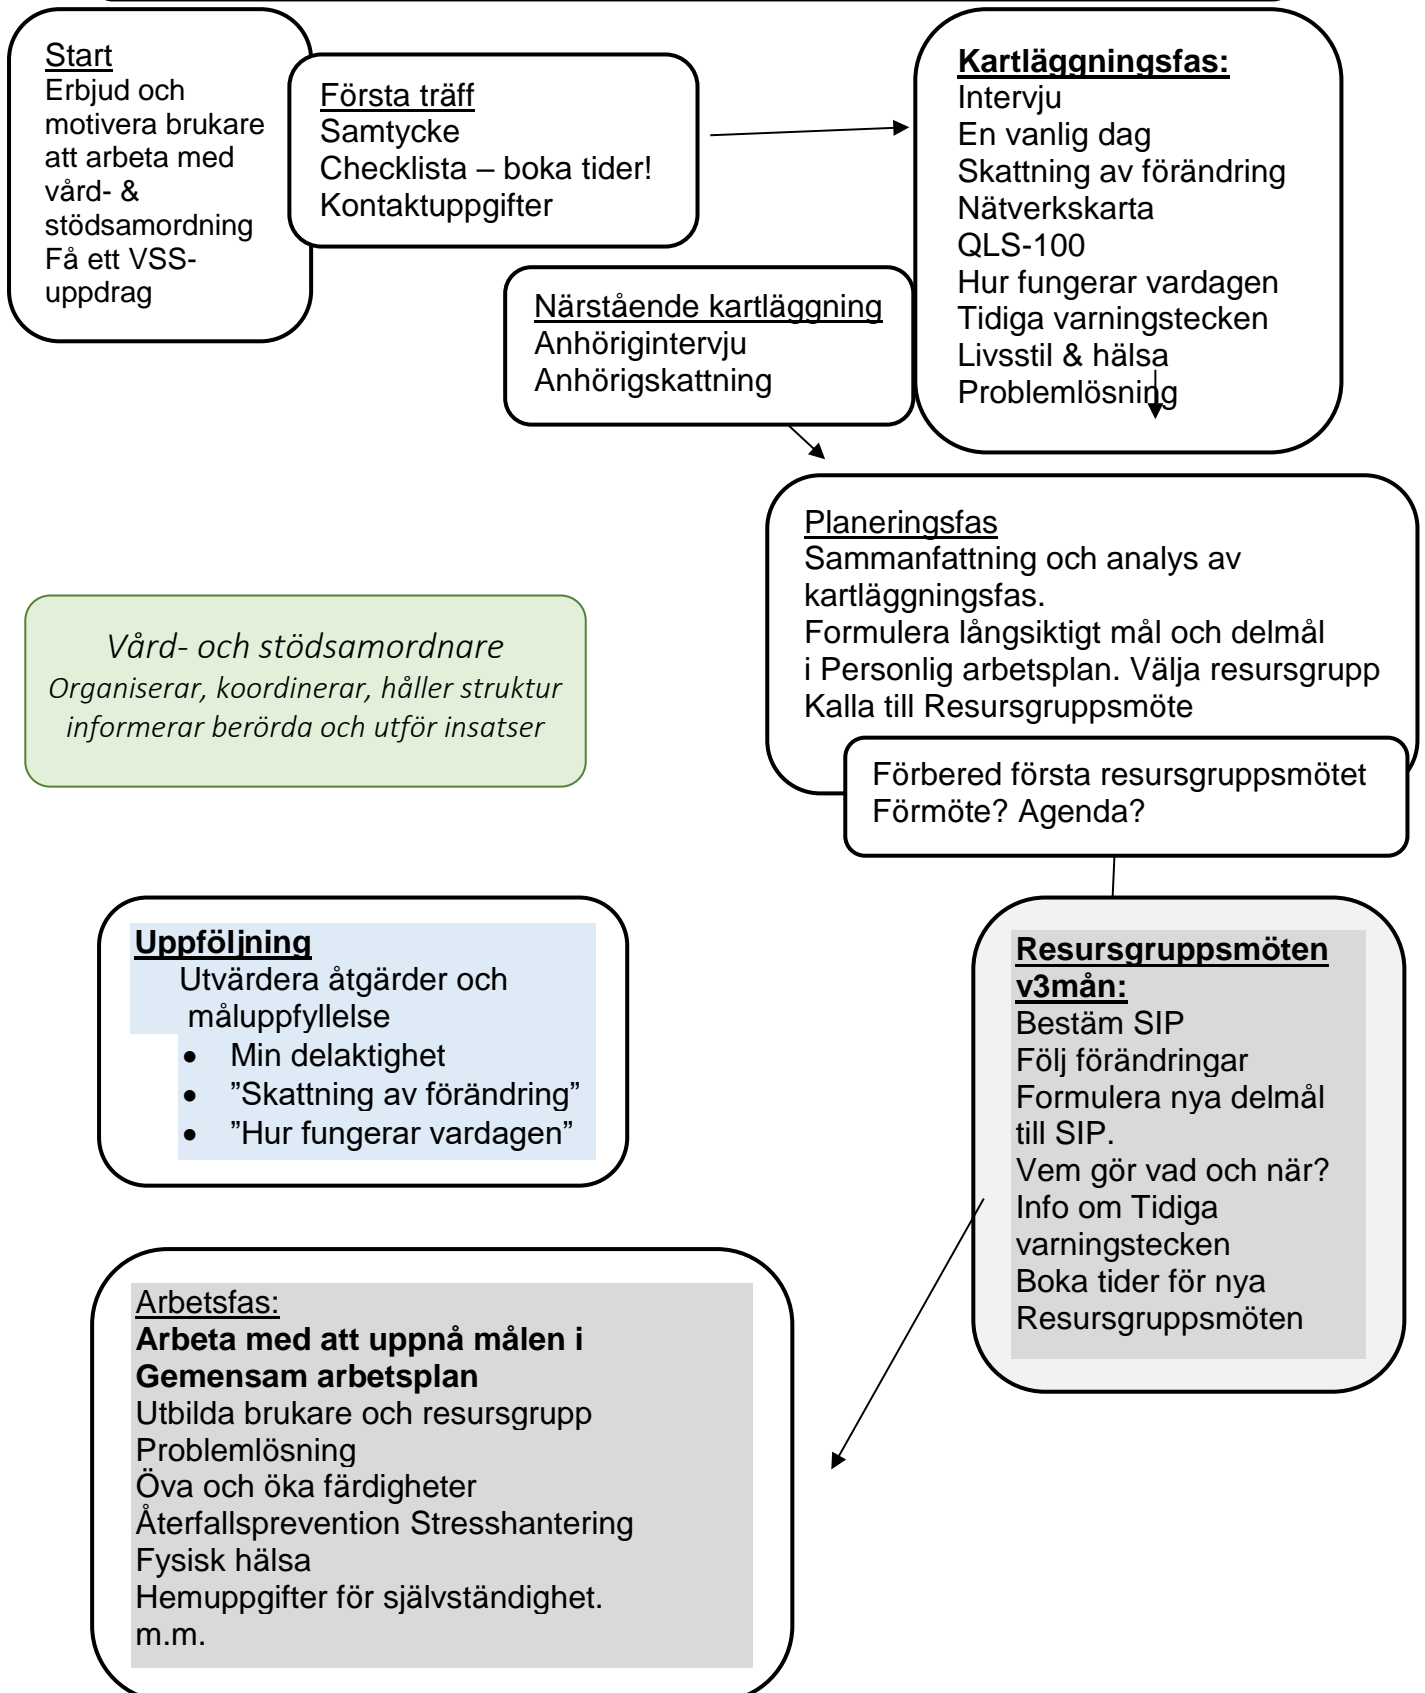 Start
Erbjud och
motivera brukare
att arbeta med
vård- &
stödsamordning
Få ett VSS-
uppdrag
Första träff
Samtycke
Checklista – boka tider!
Kontaktuppgifter
Kartläggningsfas:
Intervju
En vanlig dag
Skattning av förändring
Nätverkskarta
QLS-100
Hur fungerar vardagen
Tidiga varningstecken
Livsstil & hälsa
Problemlösning
Närstående kartläggning
Anhörigintervju
Anhörigskattning
Planeringsfas
Sammanfattning och analys av
kartläggningsfas.
Formulera långsiktigt mål och delmål
i Personlig arbetsplan. Välja resursgrupp
Kalla till Resursgruppsmöte
Vård- och stödsamordnare
Organiserar, koordinerar, håller struktur
informerar berörda och utför insatser
Förbered första resursgruppsmötet
Förmöte? Agenda?
Uppföljning
Utvärdera åtgärder och
måluppfyllelse
• Min delaktighet
• ”Skattning av förändring”
• ”Hur fungerar vardagen”
Resursgruppsmöten
v3mån:
Bestäm SIP
Följ förändringar
Formulera nya delmål
till SIP.
Vem gör vad och när?
Info om Tidiga
varningstecken
Boka tider för nya
Resursgruppsmöten
Arbetsfas:
Arbeta med att uppnå målen i
Gemensam arbetsplan
Utbilda brukare och resursgrupp
Problemlösning
Öva och öka färdigheter
Återfallsprevention Stresshantering
Fysisk hälsa
Hemuppgifter för självständighet.
m.m.